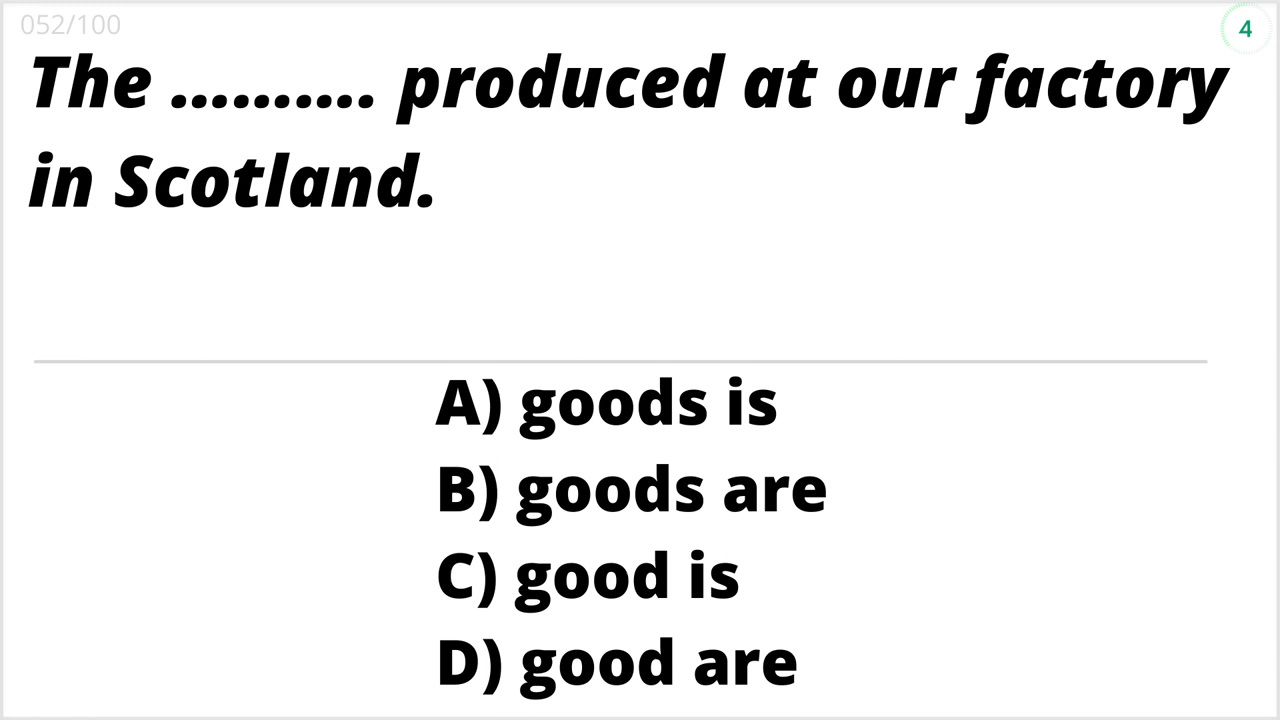 052/100
4
The .......... produced at our factory
in Scotland.
A) goods is
B) goods are
C) good is
D) good are